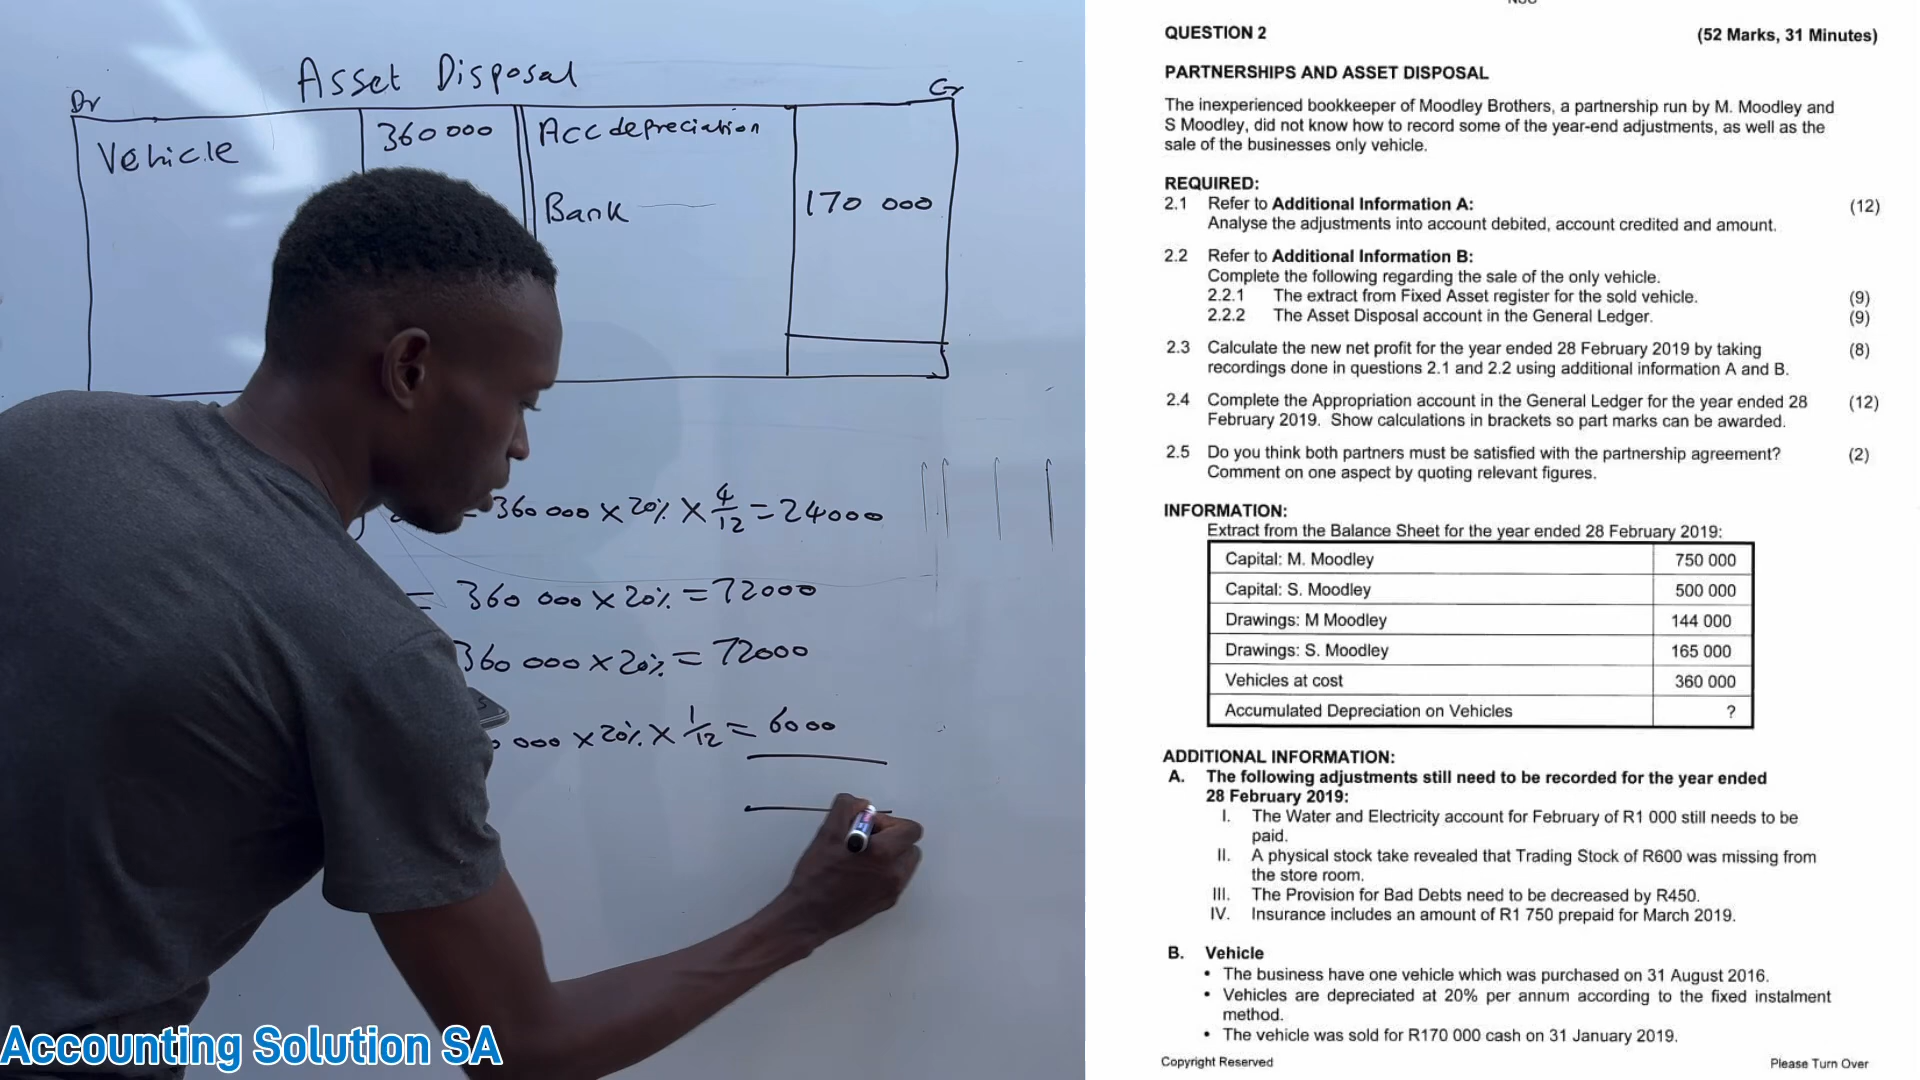 Asset Disposal
Dr
Cr
Vehicle
360 000
Acc depreciation
Bank
170 000
360 000 × 20% × 4/12 = 24000
= 360 000 × 20% = 72000
360 000 × 20% = 72000
000 × 20% × 1/12 = 6000
Accounting Solution SA
QUESTION 2 (52 Marks, 31 Minutes)
PARTNERSHIPS AND ASSET DISPOSAL
The inexperienced bookkeeper of Moodley Brothers, a partnership run by M. Moodley and
S Moodley, did not know how to record some of the year-end adjustments, as well as the
sale of the businesses only vehicle.
REQUIRED:
2.1 Refer to Additional Information A: (12)
Analyse the adjustments into account debited, account credited and amount.
2.2 Refer to Additional Information B:
Complete the following regarding the sale of the only vehicle.
2.2.1 The extract from Fixed Asset register for the sold vehicle. (9)
2.2.2 The Asset Disposal account in the General Ledger. (9)
2.3 Calculate the new net profit for the year ended 28 February 2019 by taking (8)
recordings done in questions 2.1 and 2.2 using additional information A and B.
2.4 Complete the Appropriation account in the General Ledger for the year ended 28 (12)
February 2019. Show calculations in brackets so part marks can be awarded.
2.5 Do you think both partners must be satisfied with the partnership agreement? (2)
Comment on one aspect by quoting relevant figures.
INFORMATION:
Extract from the Balance Sheet for the year ended 28 February 2019:
Capital: M. Moodley 750 000
Capital: S. Moodley 500 000
Drawings: M Moodley 144 000
Drawings: S. Moodley 165 000
Vehicles at cost 360 000
Accumulated Depreciation on Vehicles ?
ADDITIONAL INFORMATION:
A. The following adjustments still need to be recorded for the year ended
28 February 2019:
I. The Water and Electricity account for February of R1 000 still needs to be
paid.
II. A physical stock take revealed that Trading Stock of R600 was missing from
the store room.
III. The Provision for Bad Debts need to be decreased by R450.
IV. Insurance includes an amount of R1 750 prepaid for March 2019.
B. Vehicle
• The business have one vehicle which was purchased on 31 August 2016.
• Vehicles are depreciated at 20% per annum according to the fixed instalment
method.
• The vehicle was sold for R170 000 cash on 31 January 2019.
Copyright Reserved Please Turn Over